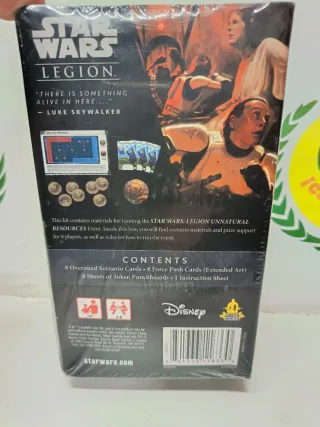 STAR
WARS
LEGION
"THERE IS SOMETHING
ALIVE IN HERE...."
— LUKE SKYWALKER
This kit contains materials for running the STAR WARS: LEGION UNNATURAL
RESOURCES event. Inside this box, you will find scenario materials and prize support
for 8 players, as well as rules for how to run the event.
CONTENTS
8 Oversized Scenario Cards • 8 Force Push Cards (Extended Art)
8 Sheets of Token Punchboards • 1 Instruction Sheet
Disney
starwars.com